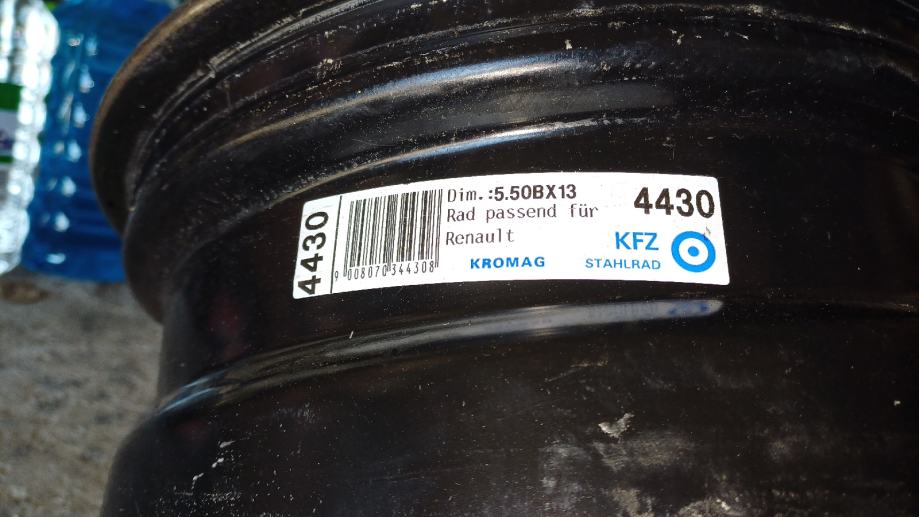 4430
9 008070 344308
Dim.:5.50BX13
Rad passend für
Renault
KROMAG
4430
KFZ
STAHLRAD